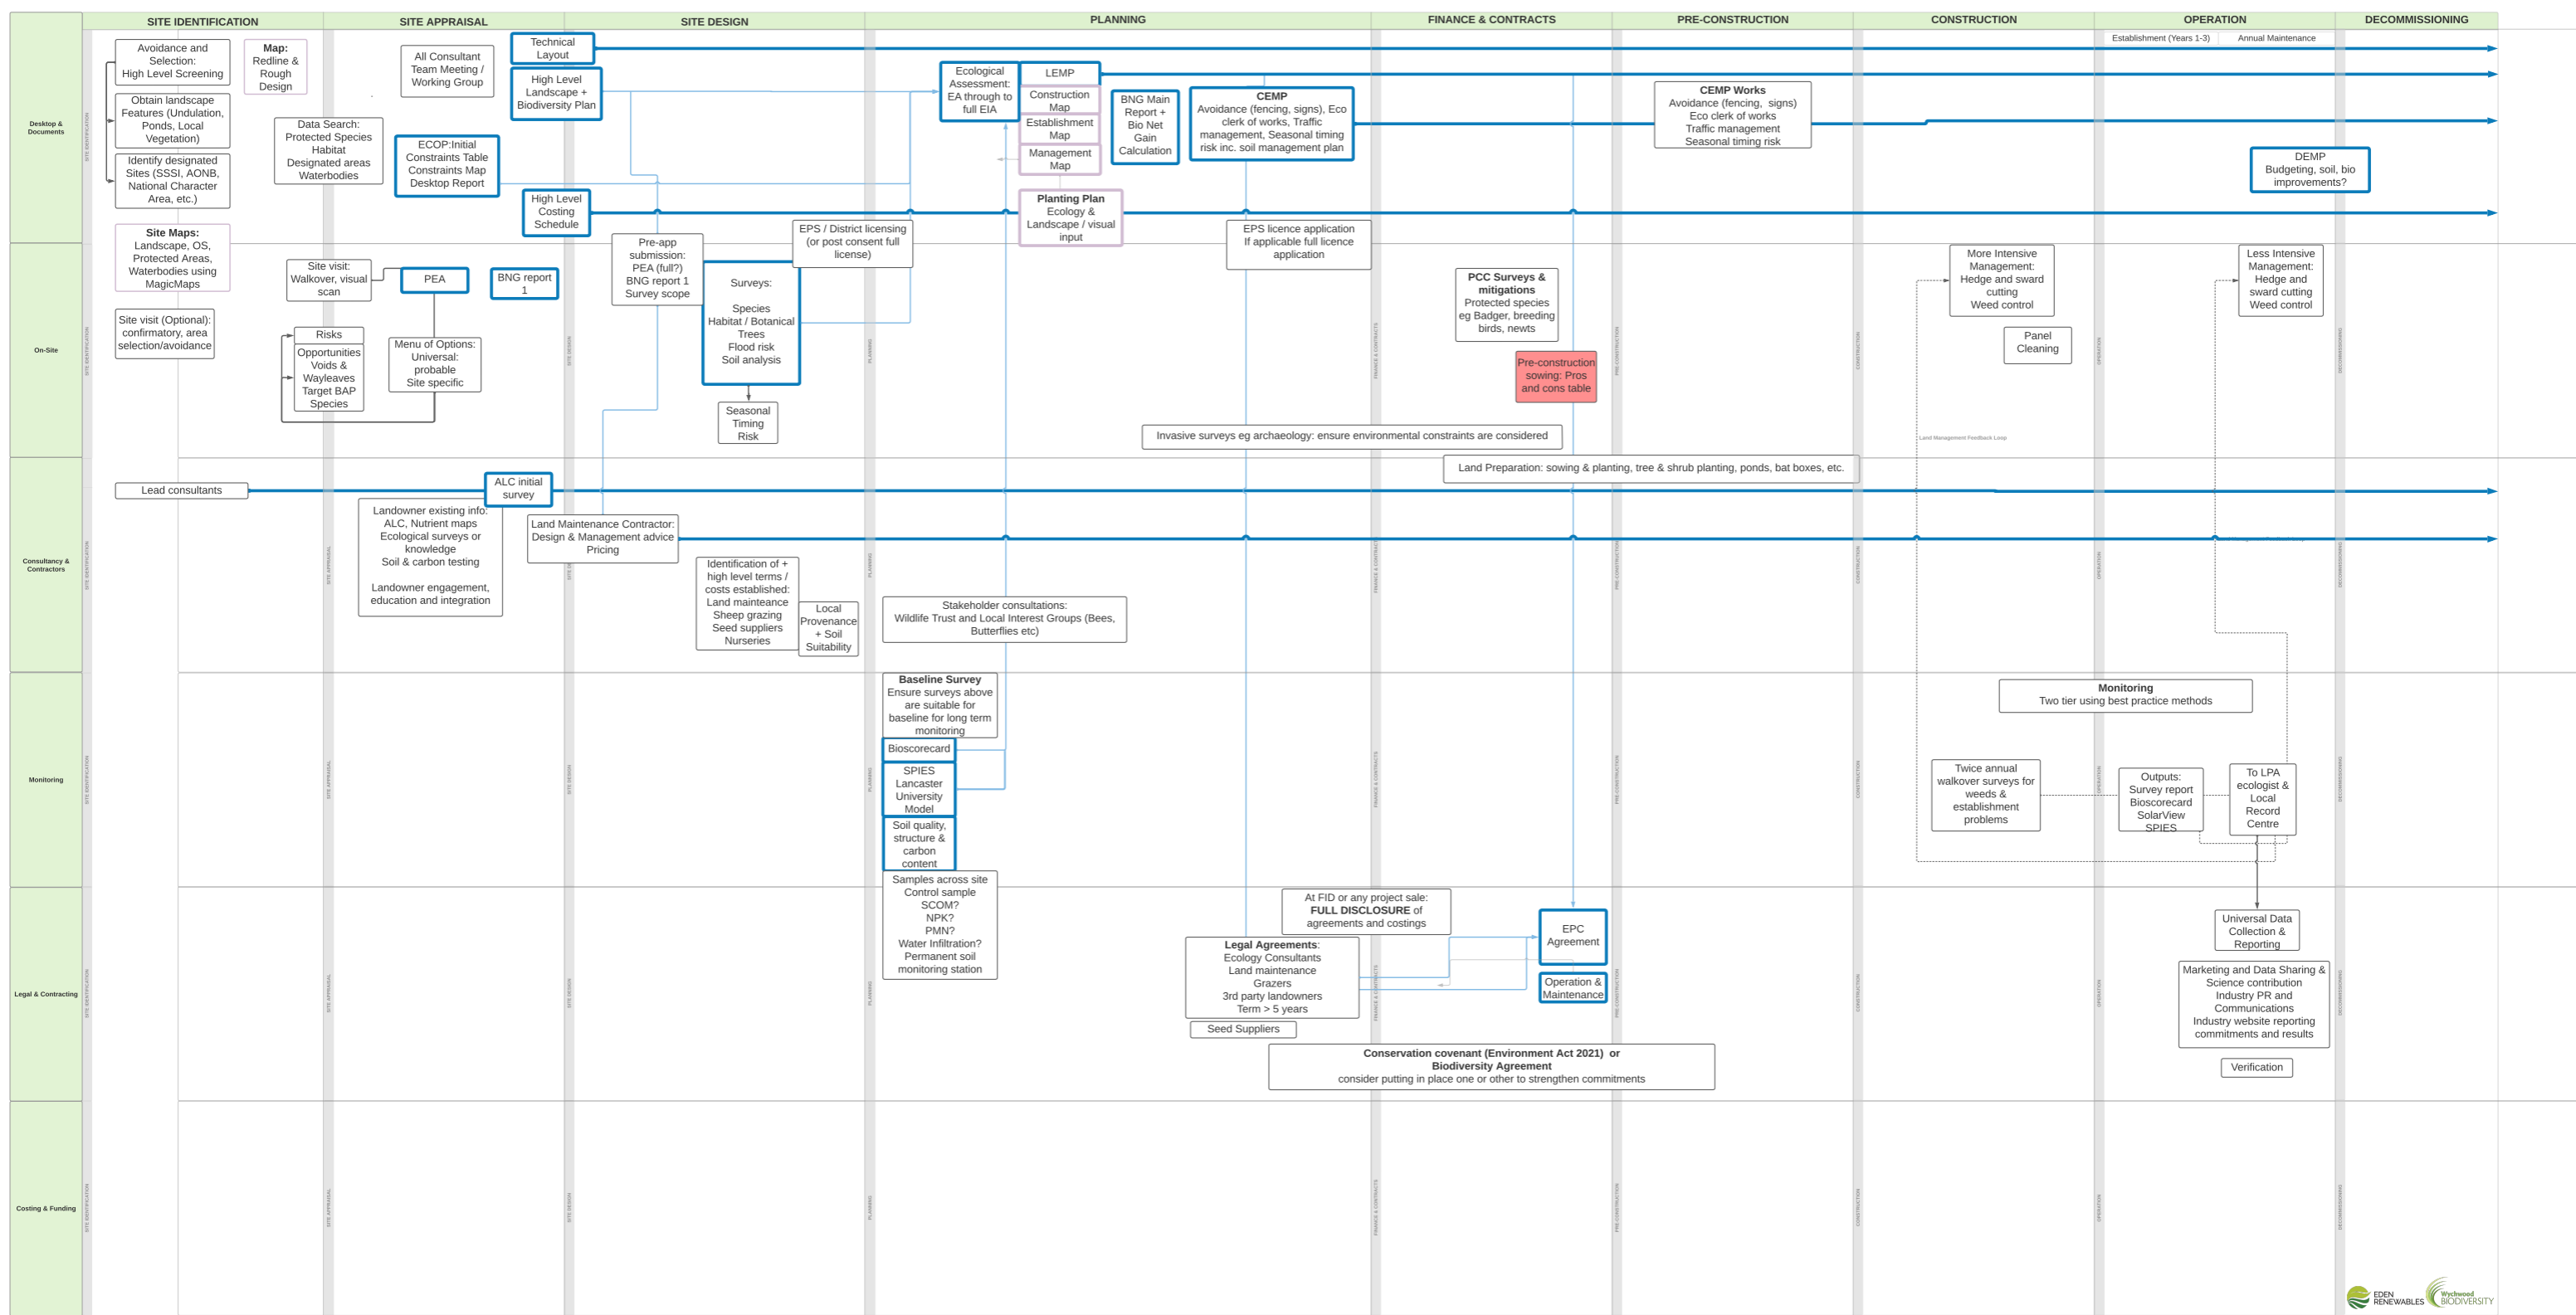 SITE IDENTIFICATION
SITE APPRAISAL
SITE DESIGN
PLANNING
FINANCE & CONTRACTS
PRE-CONSTRUCTION
CONSTRUCTION
OPERATION
DECOMMISSIONING
Establishment (Years 1-3)
Annual Maintenance
Desktop &
Documents
Avoidance and
Selection:
High Level Screening
Map:
Redline &
Rough
Design
Obtain landscape
Features (Undulation,
Ponds, Local
Vegetation)
Identify designated
Sites (SSSI, AONB,
National Character
Area, etc.)
Site Maps:
Landscape, OS,
Protected Areas,
Waterbodies using
MagicMaps
Data Search:
Protected Species
Habitat
Designated areas
Waterbodies
All Consultant
Team Meeting /
Working Group
ECOP:Initial
Constraints Table
Constraints Map
Desktop Report
Technical
Layout
High Level
Landscape +
Biodiversity Plan
High Level
Costing
Schedule
EPS / District licensing
(or post consent full
license)
Ecological
Assessment:
EA through to
full EIA
LEMP
Construction
Map
Establishment
Map
Management
Map
Planting Plan
Ecology &
Landscape / visual
input
BNG Main
Report +
Bio Net
Gain
Calculation
CEMP
Avoidance (fencing, signs), Eco
clerk of works, Traffic
management, Seasonal timing
risk inc. soil management plan
EPS licence application
If applicable full licence
application
CEMP Works
Avoidance (fencing, signs)
Eco clerk of works
Traffic management
Seasonal timing risk
DEMP
Budgeting, soil, bio
improvements?
On-Site
Site visit (Optional):
confirmatory, area
selection/avoidance
Site visit:
Walkover, visual
scan
PEA
BNG report
1
Risks
Opportunities
Voids &
Wayleaves
Target BAP
Species
Menu of Options:
Universal:
probable
Site specific
Pre-app
submission:
PEA (full?)
BNG report 1
Survey scope
Surveys:
Species
Habitat / Botanical
Trees
Flood risk
Soil analysis
Seasonal
Timing
Risk
PCC Surveys &
mitigations
Protected species
eg Badger, breeding
birds, newts
Pre-construction
sowing: Pros
and cons table
Invasive surveys eg archaeology: ensure environmental constraints are considered
More Intensive
Management:
Hedge and sward
cutting
Weed control
Panel
Cleaning
Less Intensive
Management:
Hedge and
sward cutting
Weed control
Land Management Feedback Loop
Land Preparation: sowing & planting, tree & shrub planting, ponds, bat boxes, etc.
Consultancy &
Contractors
Lead consultants
ALC initial
survey
Landowner existing info:
ALC, Nutrient maps
Ecological surveys or
knowledge
Soil & carbon testing
Landowner engagement,
education and integration
Land Maintenance Contractor:
Design & Management advice
Pricing
Identification of +
high level terms /
costs established:
Land mainteance
Sheep grazing
Seed suppliers
Nurseries
Local
Provenance
+ Soil
Suitability
Stakeholder consultations:
Wildlife Trust and Local Interest Groups (Bees,
Butterflies etc)
Monitoring
Baseline Survey
Ensure surveys above
are suitable for
baseline for long term
monitoring
Bioscorecard
SPIES
Lancaster
University
Model
Soil quality,
structure &
carbon
content
Samples across site
Control sample
SCOM?
NPK?
PMN?
Water Infiltration?
Permanent soil
monitoring station
Monitoring
Two tier using best practice methods
Twice annual
walkover surveys for
weeds &
establishment
problems
Outputs:
Survey report
Bioscorecard
SolarView
SPIES
To LPA
ecologist &
Local
Record
Centre
Legal & Contracting
At FID or any project sale:
FULL DISCLOSURE of
agreements and costings
Legal Agreements:
Ecology Consultants
Land maintenance
Grazers
3rd party landowners
Term > 5 years
Seed Suppliers
EPC
Agreement
Operation &
Maintenance
Conservation covenant (Environment Act 2021) or
Biodiversity Agreement
consider putting in place one or other to strengthen commitments
Universal Data
Collection &
Reporting
Marketing and Data Sharing &
Science contribution
Industry PR and
Communications
Industry website reporting
commitments and results
Verification
Costing & Funding
EDEN
RENEWABLES
Wychwood
BIODIVERSITY